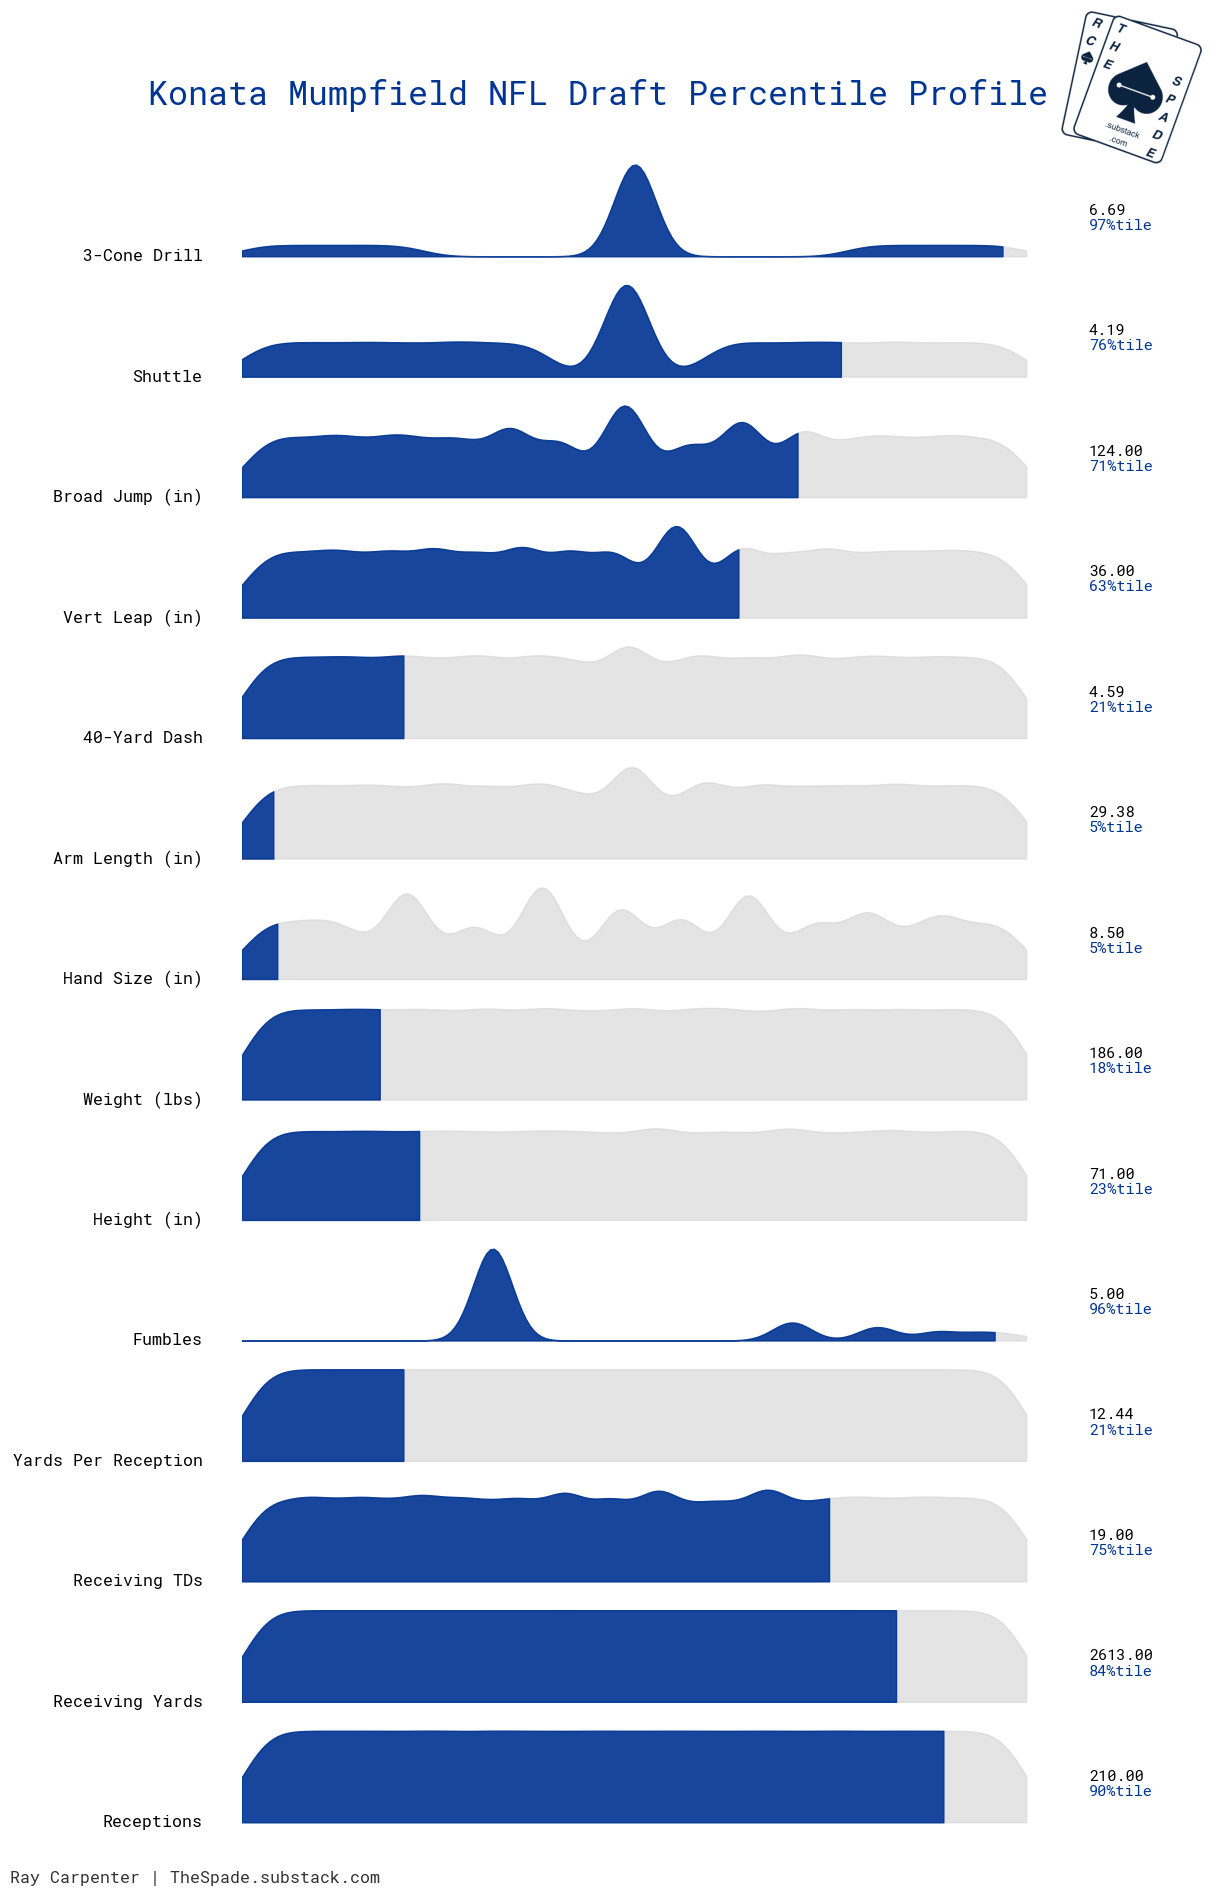 R
C
T
H
E
S
P
A
D
E
.substack
.com
Konata Mumpfield NFL Draft Percentile Profile
3-Cone Drill
6.69
97%tile
Shuttle
4.19
76%tile
Broad Jump (in)
124.00
71%tile
Vert Leap (in)
36.00
63%tile
40-Yard Dash
4.59
21%tile
Arm Length (in)
29.38
5%tile
Hand Size (in)
8.50
5%tile
Weight (lbs)
186.00
18%tile
Height (in)
71.00
23%tile
Fumbles
5.00
96%tile
Yards Per Reception
12.44
21%tile
Receiving TDs
19.00
75%tile
Receiving Yards
2613.00
84%tile
Receptions
210.00
90%tile
Ray Carpenter | TheSpade.substack.com